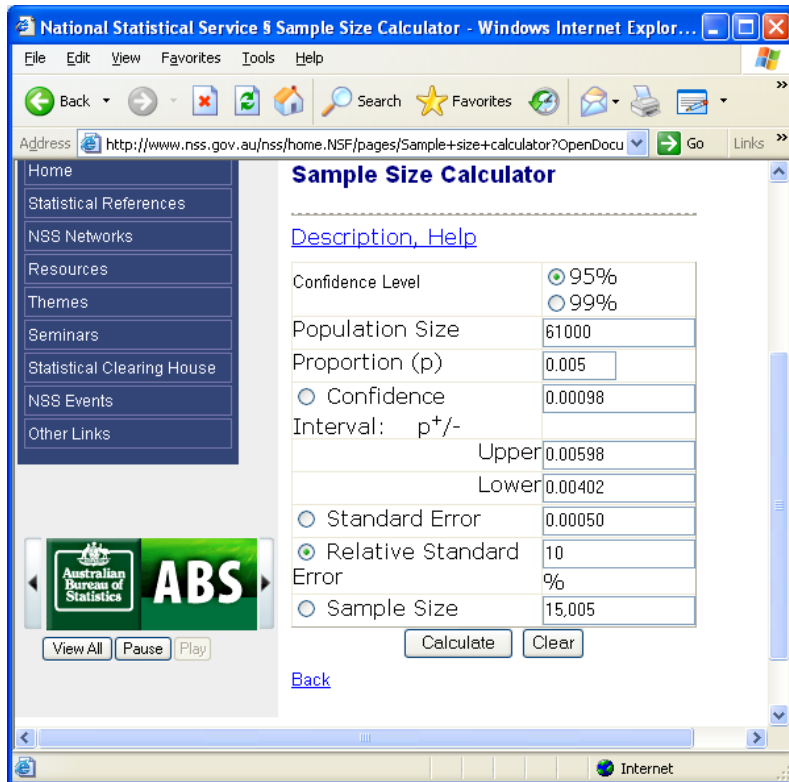 National Statistical Service § Sample Size Calculator - Windows Internet Explor...
File Edit View Favorites Tools Help
Back Search Favorites »
Address http://www.nss.gov.au/nss/home.NSF/pages/Sample+size+calculator?OpenDocu Go Links »
Home
Statistical References
NSS Networks
Resources
Themes
Seminars
Statistical Clearing House
NSS Events
Other Links
Australian
Bureau of
Statistics
ABS
View All Pause Play
Sample Size Calculator
Description, Help
Confidence Level 95%
99%
Population Size 61000
Proportion (p) 0.005
Confidence 0.00098
Interval: p+/-
Upper 0.00598
Lower 0.00402
Standard Error 0.00050
Relative Standard 10
Error %
Sample Size 15,005
Calculate Clear
Back
Internet